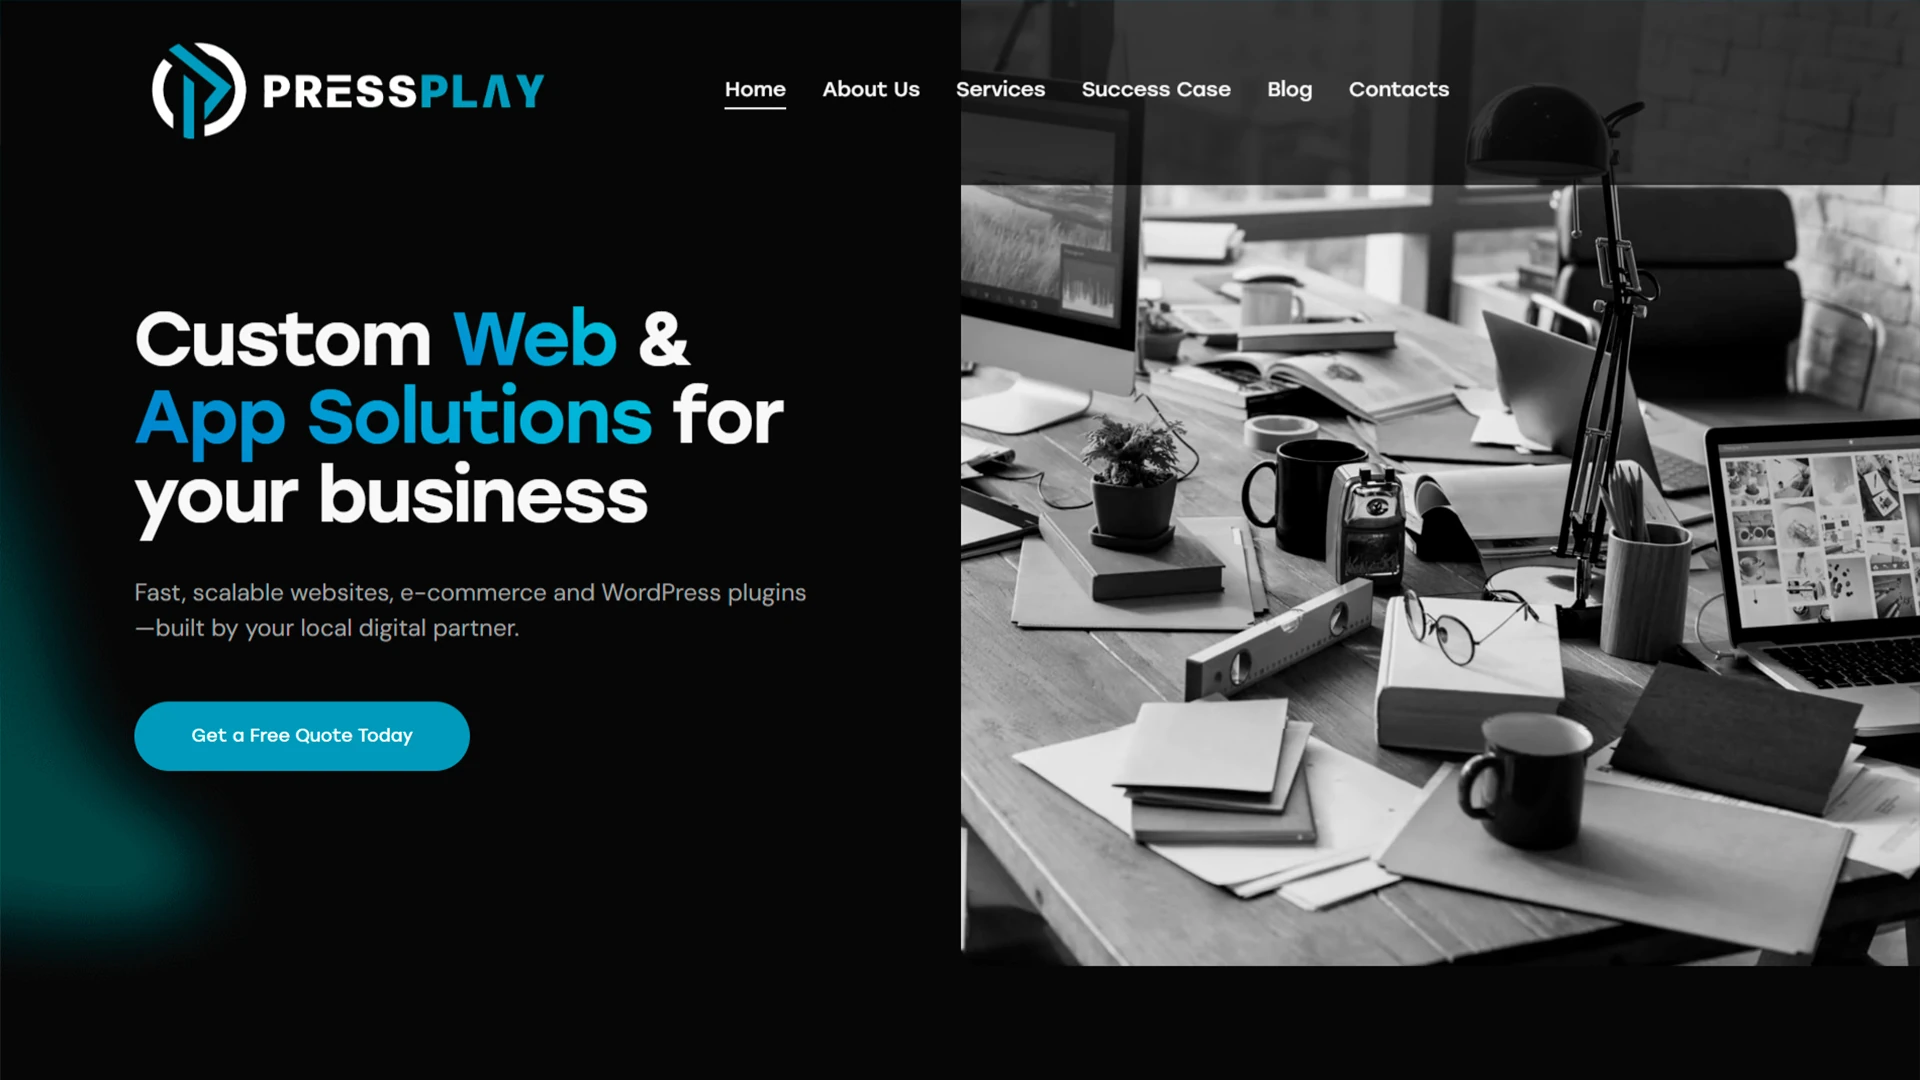 PRESSPLAY
Home About Us Services Success Case Blog Contacts
Custom Web &
App Solutions for
your business
Fast, scalable websites, e-commerce and WordPress plugins
—built by your local digital partner.
Get a Free Quote Today